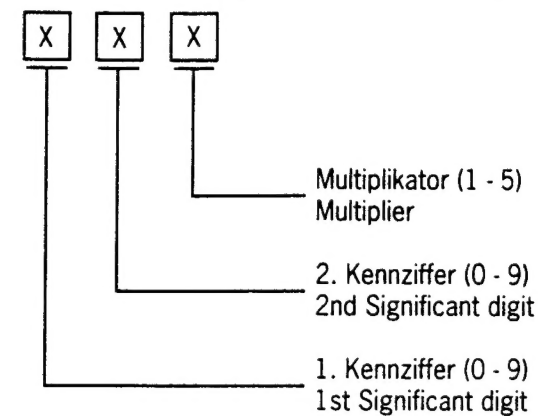 X X X
Multiplikator (1 - 5)
Multiplier
2. Kennziffer (0 - 9)
2nd Significant digit
1. Kennziffer (0 - 9)
1st Significant digit